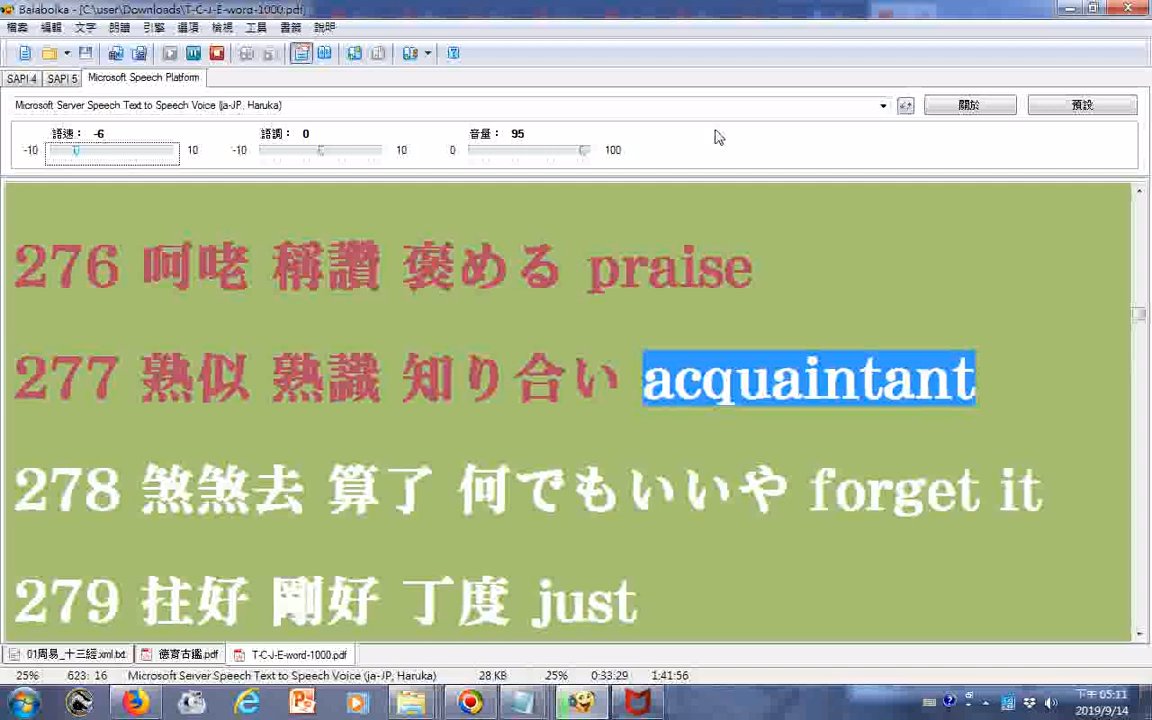 Balabolka - [C:\user\Downloads\T-C-J-E-word-1000.pdf]
檔案 編輯 文字 朗讀 引擎 選項 檢視 工具 書籤 說明
SAPI 4 SAPI 5 Microsoft Speech Platform
Microsoft Server Speech Text to Speech Voice (ja-JP, Haruka) 關於 預設
語速： -6 語調： 0 音量： 95
-10 10 -10 10 0 100
276 呵咾 稱讚 褒める praise
277 熟似 熟識 知り合い acquaintant
278 煞煞去 算了 何でもいいや forget it
279 拄好 剛好 丁度 just
01周易_十三經.xml.txt 德育古鑑.pdf T-C-J-E-word-1000.pdf
25% 623: 16 Microsoft Server Speech Text to Speech Voice (ja-JP, Haruka) 28 KB 25% 0:33:29 1:41:56
下午 05:11
2019/9/14